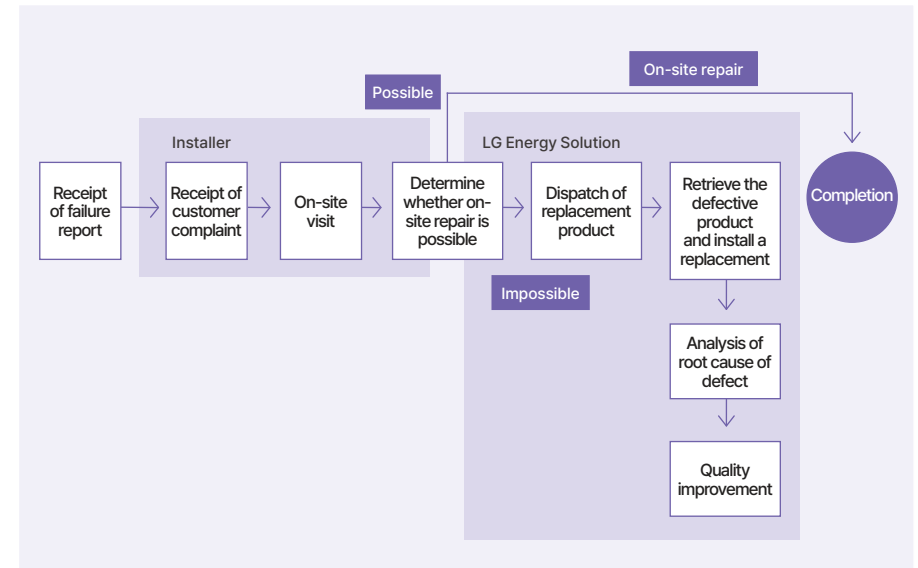 On-site repair
Possible
Installer
LG Energy Solution
Receipt
of failure
report
Receipt of
customer
complaint
On-site
visit
Determine
whether on-
site repair is
possible
Dispatch of
replacement
product
Retrieve the
defective
product
and install a
replacement
Completion
Impossible
Analysis of
root cause of
defect
Quality
improvement